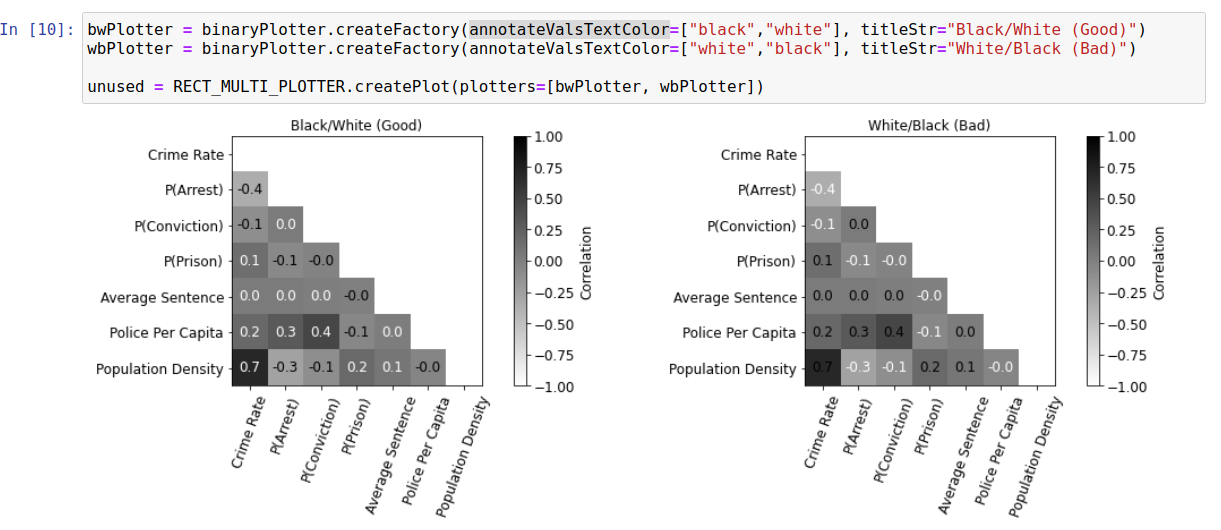 In [10]: bwPlotter = binaryPlotter.createFactory(annotateValsTextColor=["black","white"], titleStr="Black/White (Good)")
wbPlotter = binaryPlotter.createFactory(annotateValsTextColor=["white","black"], titleStr="White/Black (Bad)")
unused = RECT_MULTI_PLOTTER.createPlot(plotters=[bwPlotter, wbPlotter])
Black/White (Good)
Crime Rate
P(Arrest) -0.4
P(Conviction) -0.1 0.0
P(Prison) 0.1 -0.1 -0.0
Average Sentence 0.0 0.0 0.0 -0.0
Police Per Capita 0.2 0.3 0.4 -0.1 0.0
Population Density 0.7 -0.3 -0.1 0.2 0.1 -0.0
Crime Rate
P(Arrest)
P(Conviction)
P(Prison)
Average Sentence
Police Per Capita
Population Density
1.00
0.75
0.50
0.25
0.00
−0.25
−0.50
−0.75
−1.00
Correlation
White/Black (Bad)
Crime Rate
P(Arrest) -0.4
P(Conviction) -0.1 0.0
P(Prison) 0.1 -0.1 -0.0
Average Sentence 0.0 0.0 0.0 -0.0
Police Per Capita 0.2 0.3 0.4 -0.1 0.0
Population Density 0.7 -0.3 -0.1 0.2 0.1 -0.0
Crime Rate
P(Arrest)
P(Conviction)
P(Prison)
Average Sentence
Police Per Capita
Population Density
1.00
0.75
0.50
0.25
0.00
−0.25
−0.50
−0.75
−1.00
Correlation